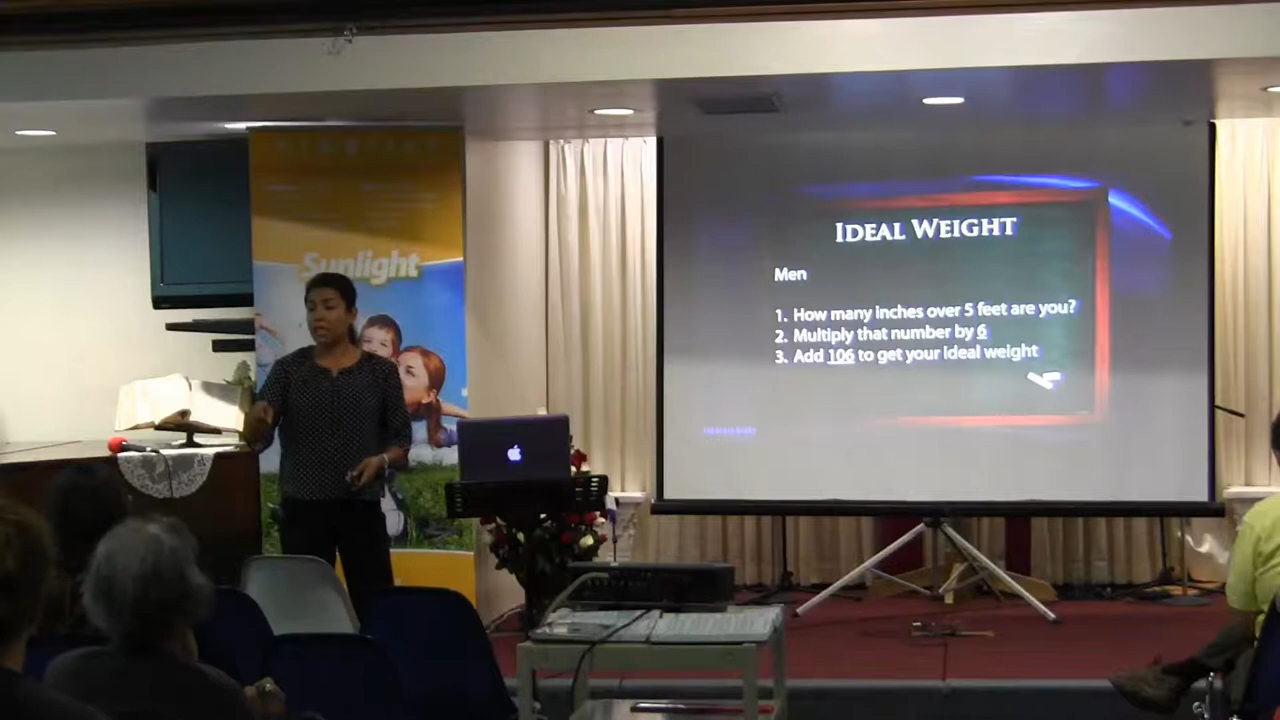 Sunlight
IDEAL WEIGHT
Men
1. How many inches over 5 feet are you?
2. Multiply that number by 6
3. Add 106 to get your ideal weight